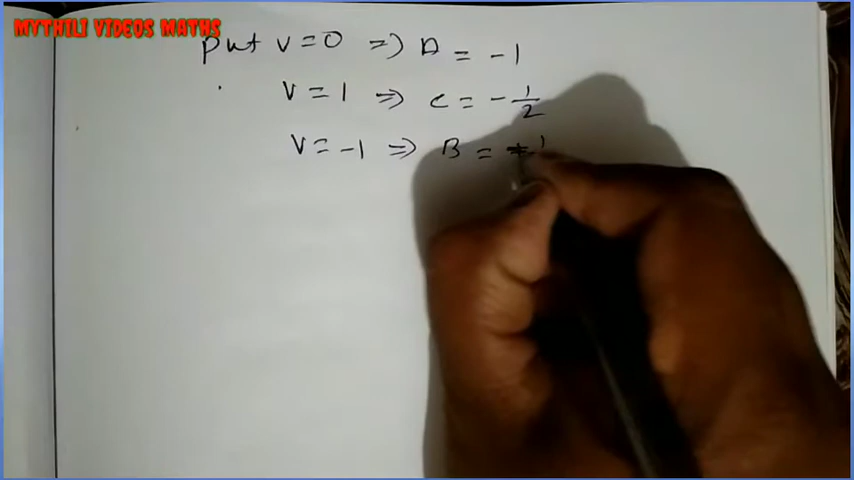 MYTHILI VIDEOS MATHS
put v = 0 => A = -1
v = 1 => C = -1/2
v = -1 => B =